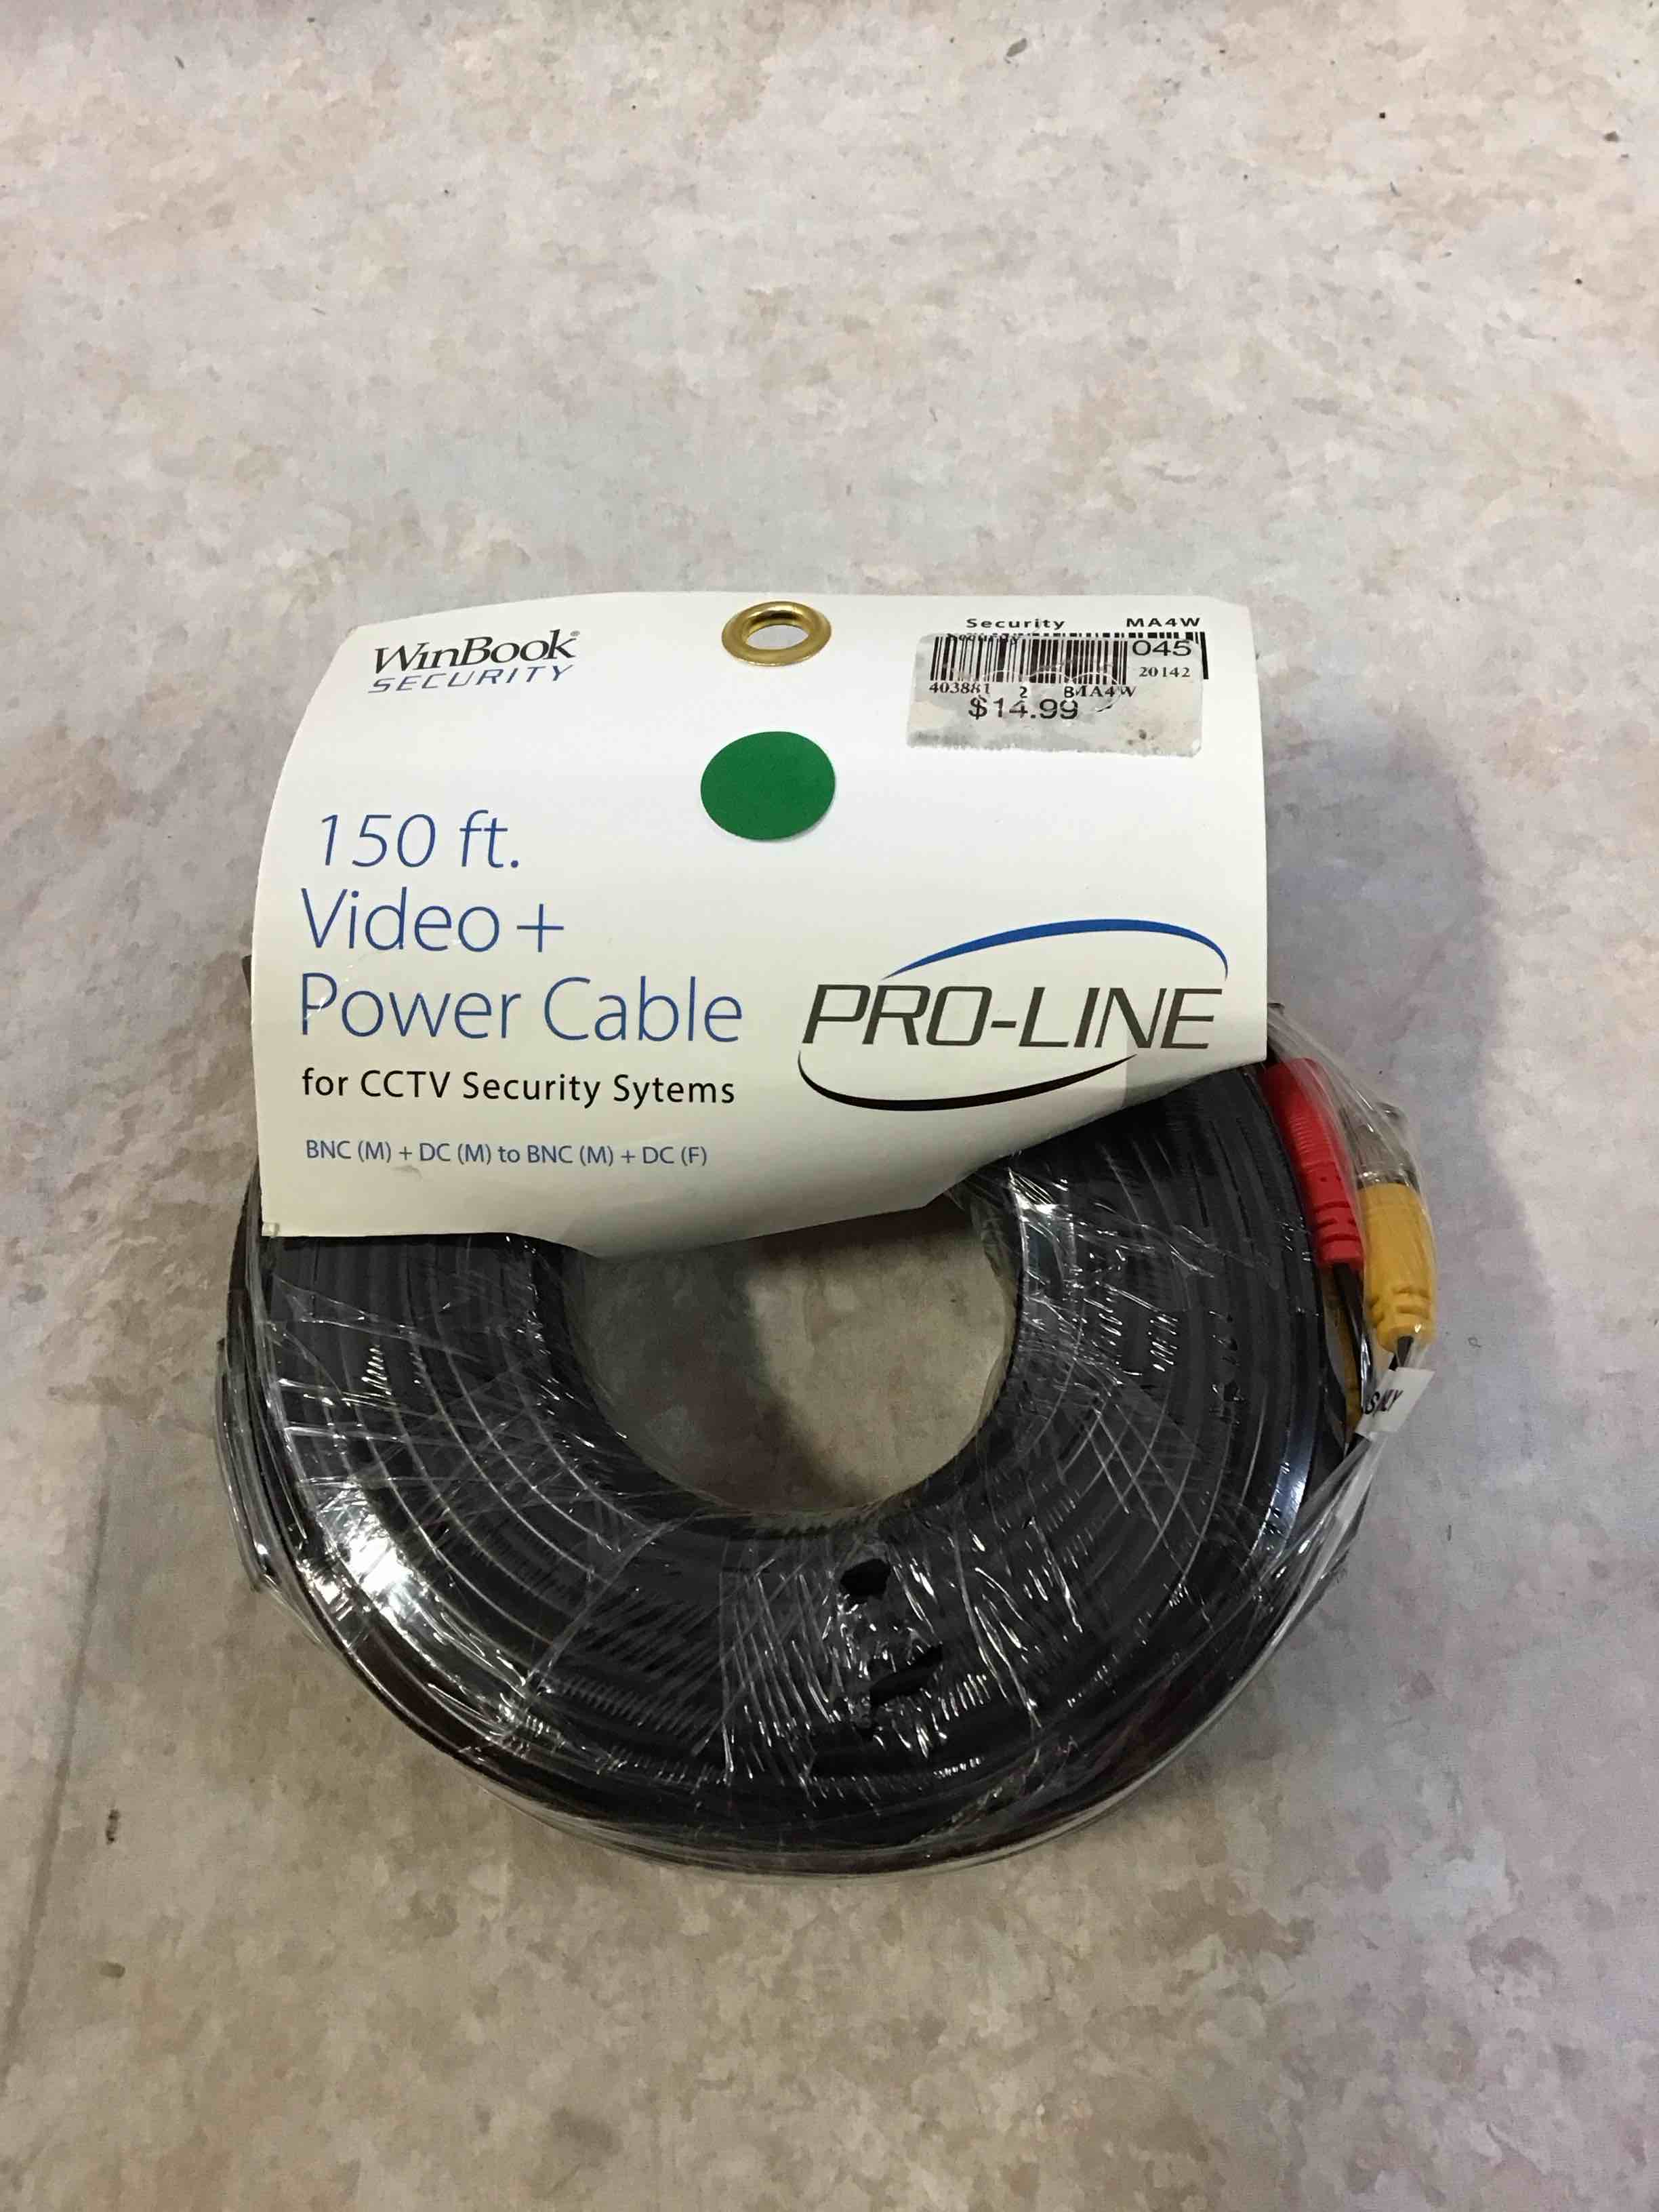 WinBook®
SECURITY
Security MA4W
045
20142
403881 2 BMA4W
$14.99
150 ft.
Video +
Power Cable
for CCTV Security Sytems
BNC (M) + DC (M) to BNC (M) + DC (F)
PRO-LINE